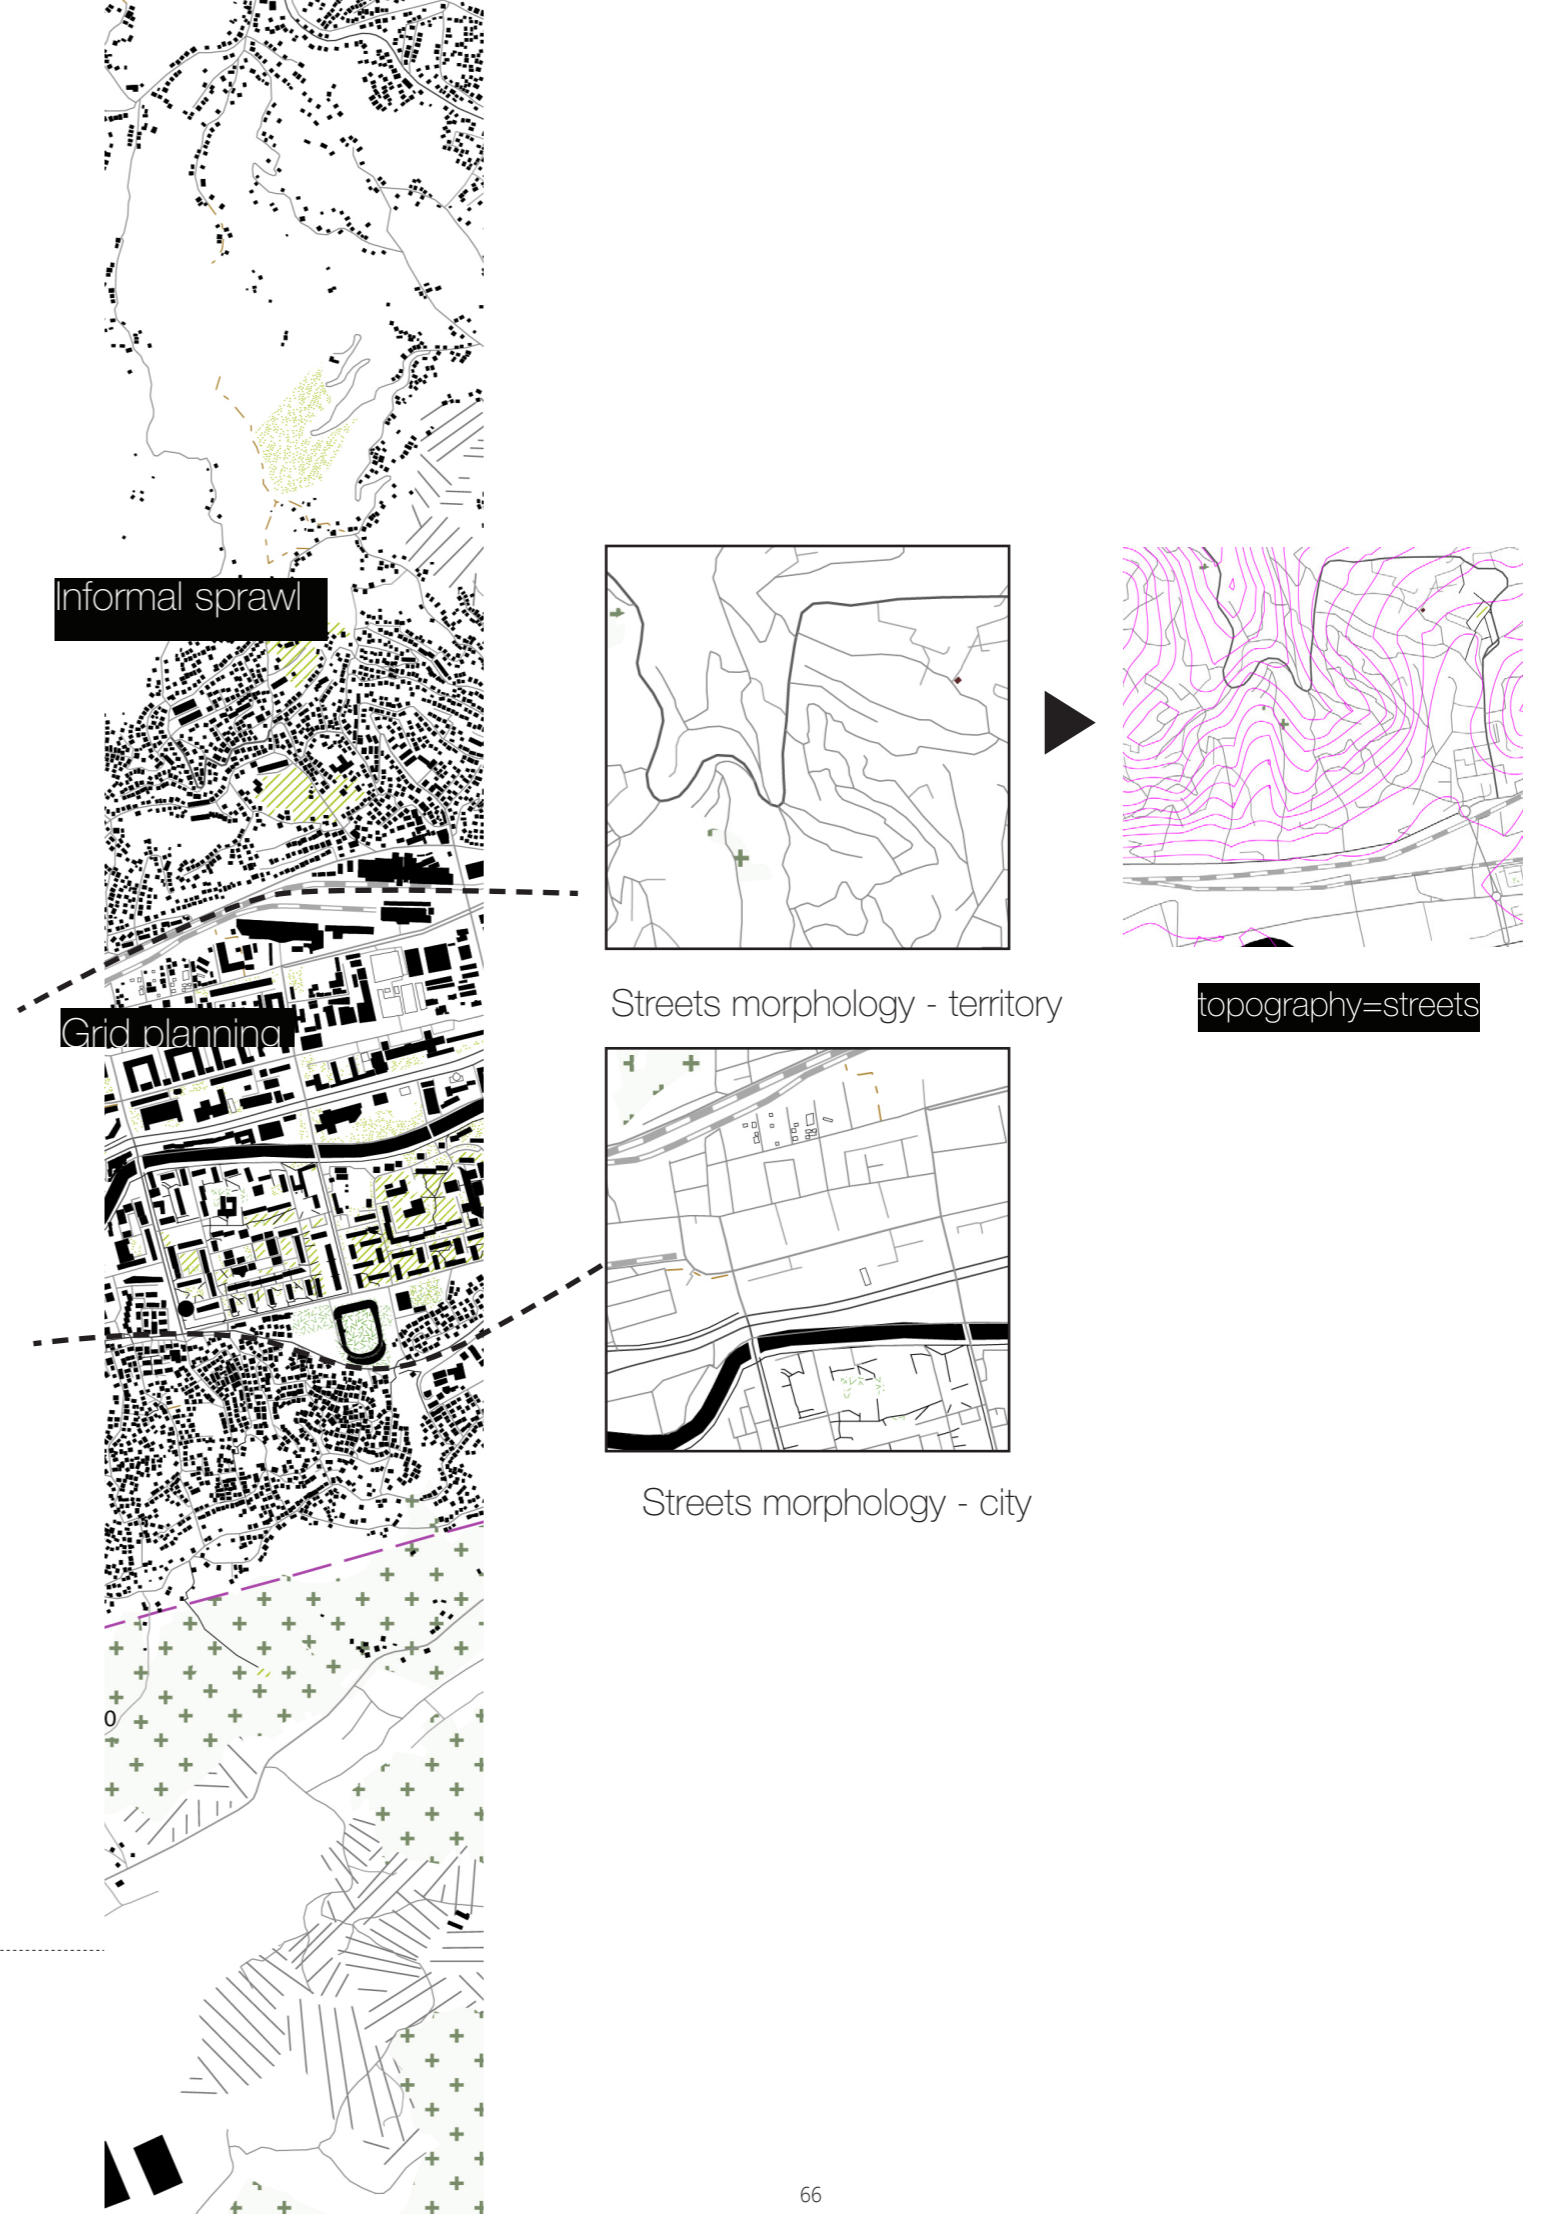 Informal sprawl
Grid planning
Streets morphology - territory
topography=streets
Streets morphology - city
0
66